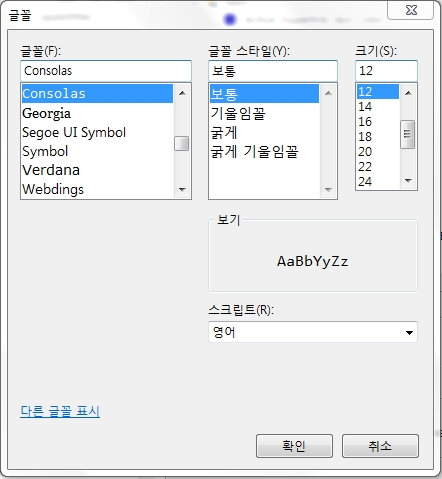 글꼴
글꼴(F):
Consolas
Consolas
Georgia
Segoe UI Symbol
Symbol
Verdana
Webdings
글꼴 스타일(Y):
보통
보통
기울임꼴
굵게
굵게 기울임꼴
크기(S):
12
12
14
16
18
20
22
24
보기
AaBbYyZz
스크립트(R):
영어
다른 글꼴 표시
확인
취소